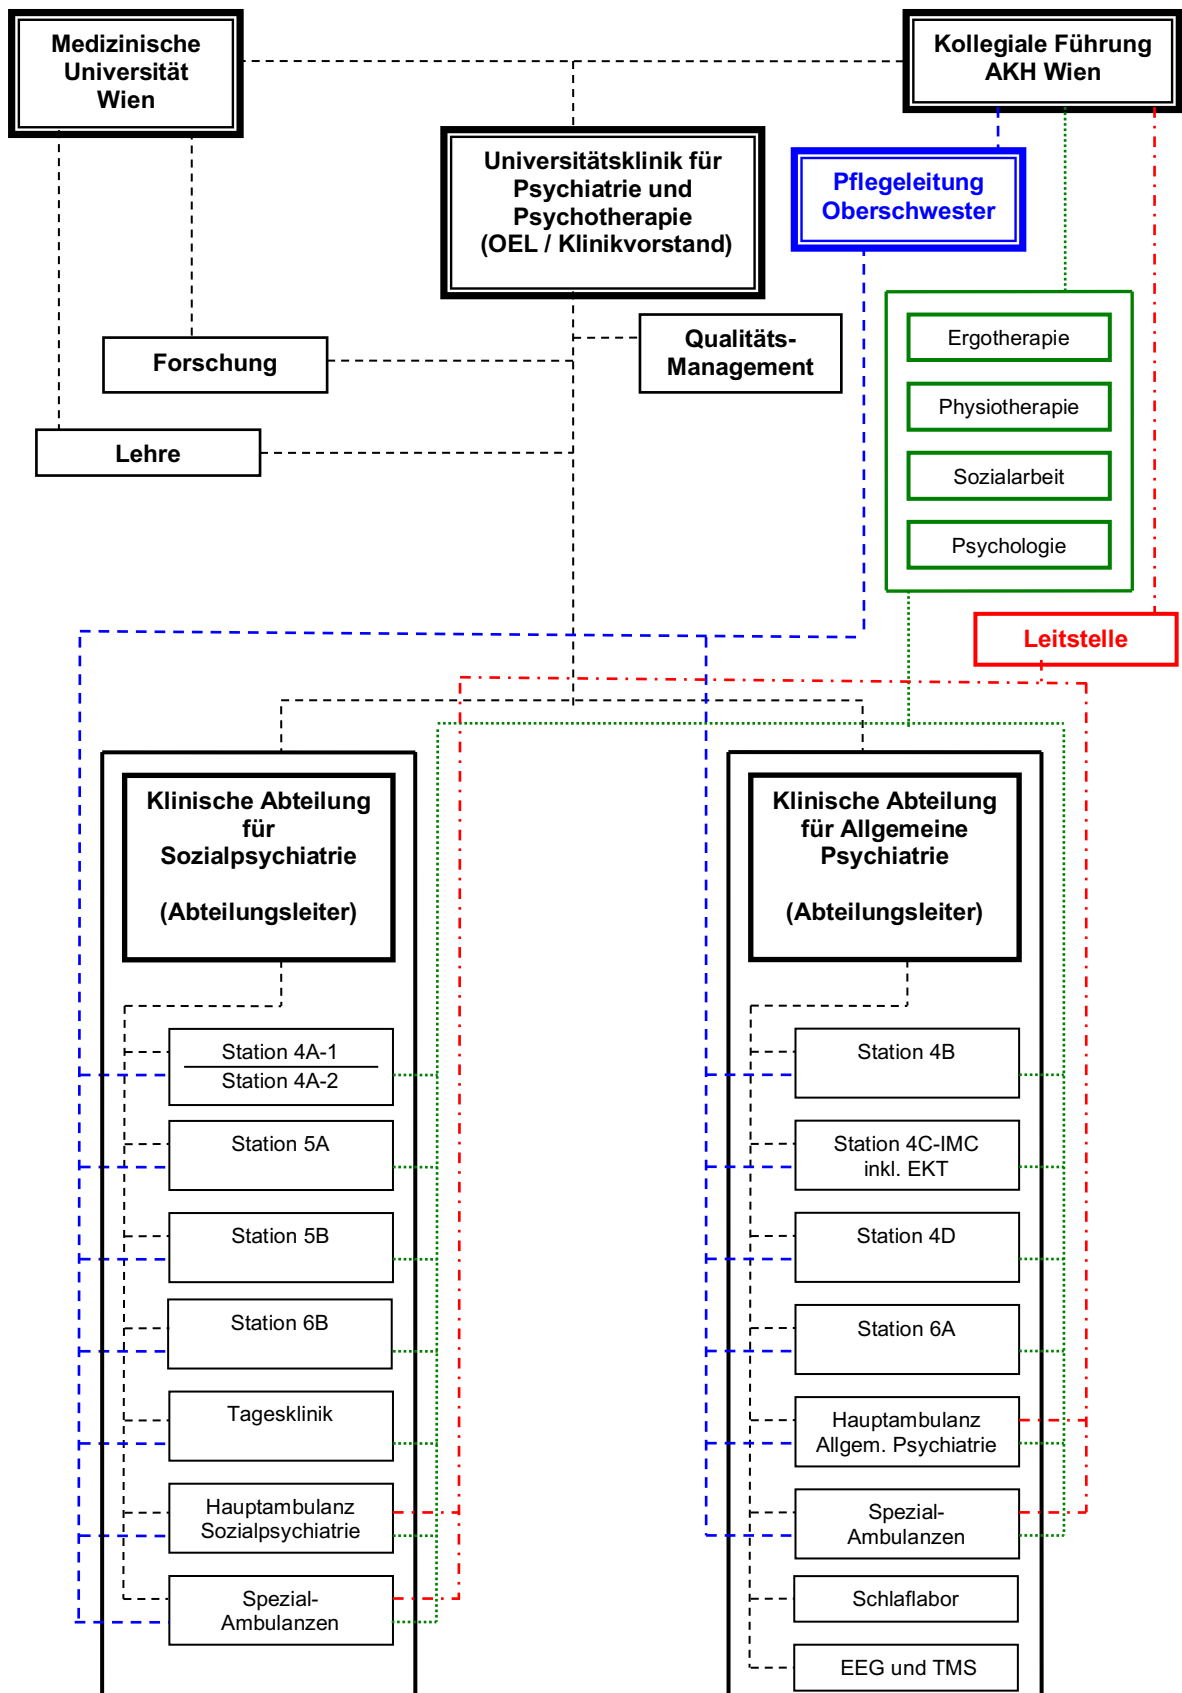 Medizinische
Universität
Wien
Kollegiale Führung
AKH Wien
Universitätsklinik für
Psychiatrie und
Psychotherapie
(OEL / Klinikvorstand)
Pflegeleitung
Oberschwester
Qualitäts-
Management
Forschung
Lehre
Ergotherapie
Physiotherapie
Sozialarbeit
Psychologie
Leitstelle
Klinische Abteilung
für
Sozialpsychiatrie
(Abteilungsleiter)
Station 4A-1
Station 4A-2
Station 5A
Station 5B
Station 6B
Tagesklinik
Hauptambulanz
Sozialpsychiatrie
Spezial-
Ambulanzen
Klinische Abteilung
für Allgemeine
Psychiatrie
(Abteilungsleiter)
Station 4B
Station 4C-IMC
inkl. EKT
Station 4D
Station 6A
Hauptambulanz
Allgem. Psychiatrie
Spezial-
Ambulanzen
Schlaflabor
EEG und TMS